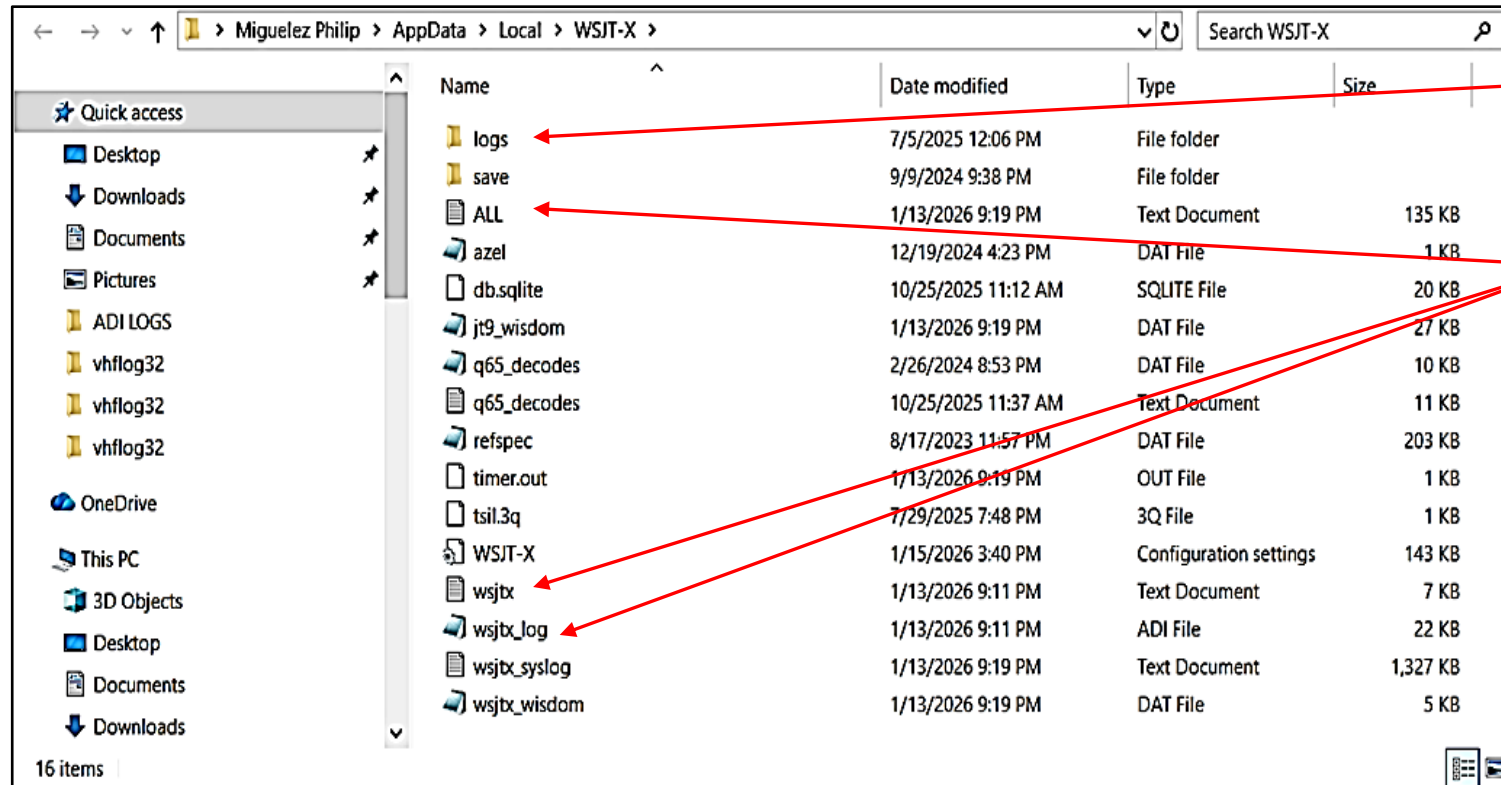 Miguelez Philip > AppData > Local > WSJT-X >
Search WSJT-X
Name Date modified Type Size
Quick access
Desktop
Downloads
Documents
Pictures
ADI LOGS
vhflog32
vhflog32
vhflog32
OneDrive
This PC
3D Objects
Desktop
Documents
Downloads
logs 7/5/2025 12:06 PM File folder
save 9/9/2024 9:38 PM File folder
ALL 1/13/2026 9:19 PM Text Document 135 KB
azel 12/19/2024 4:23 PM DAT File 1 KB
db.sqlite 10/25/2025 11:12 AM SQLITE File 20 KB
jt9_wisdom 1/13/2026 9:19 PM DAT File 27 KB
q65_decodes 2/26/2024 8:53 PM DAT File 10 KB
q65_decodes 10/25/2025 11:37 AM Text Document 11 KB
refspec 8/17/2023 11:57 PM DAT File 203 KB
timer.out 1/13/2026 9:19 PM OUT File 1 KB
tsil.3q 7/29/2025 7:48 PM 3Q File 1 KB
WSJT-X 1/15/2026 3:40 PM Configuration settings 143 KB
wsjtx 1/13/2026 9:11 PM Text Document 7 KB
wsjtx_log 1/13/2026 9:11 PM ADI File 22 KB
wsjtx_syslog 1/13/2026 9:19 PM Text Document 1,327 KB
wsjtx_wisdom 1/13/2026 9:19 PM DAT File 5 KB
16 items